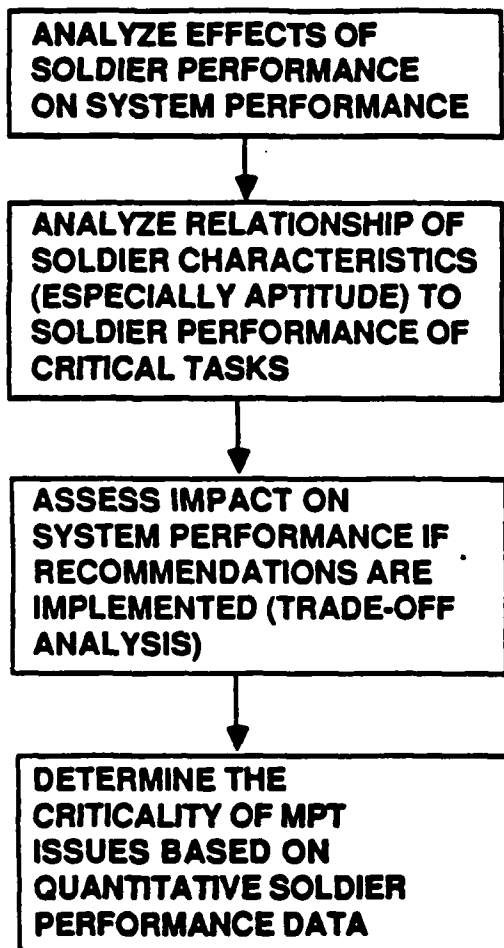 ANALYZE EFFECTS OF
SOLDIER PERFORMANCE
ON SYSTEM PERFORMANCE
ANALYZE RELATIONSHIP OF
SOLDIER CHARACTERISTICS
(ESPECIALLY APTITUDE) TO
SOLDIER PERFORMANCE OF
CRITICAL TASKS
ASSESS IMPACT ON
SYSTEM PERFORMANCE IF
RECOMMENDATIONS ARE
IMPLEMENTED (TRADE-OFF
ANALYSIS)
DETERMINE THE
CRITICALITY OF MPT
ISSUES BASED ON
QUANTITATIVE SOLDIER
PERFORMANCE DATA